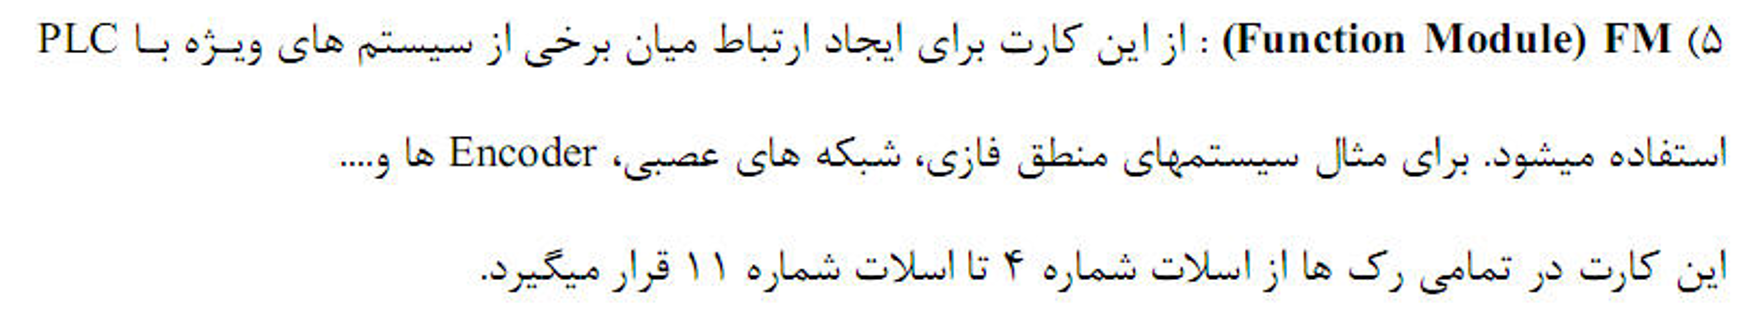 ۵) FM (Function Module) : از این کارت برای ایجاد ارتباط میان برخی از سیستم های ویـژه بـا PLC
استفاده میشود. برای مثال سیستمهای منطق فازی، شبکه های عصبی، Encoder ها و....
این کارت در تمامی رک ها از اسلات شماره ۴ تا اسلات شماره ۱۱ قرار میگیرد.